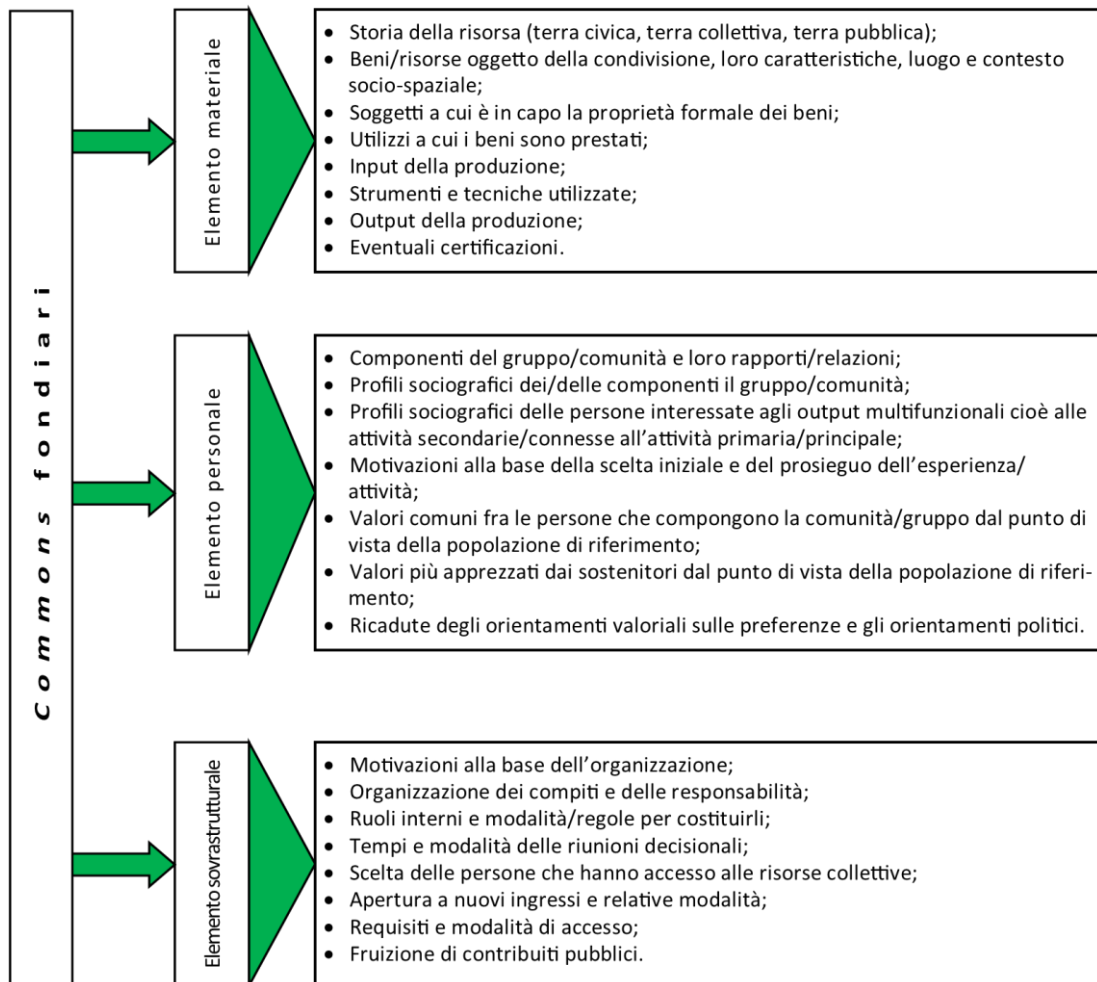 Commons fondiari
Elemento materiale
• Storia della risorsa (terra civica, terra collettiva, terra pubblica);
• Beni/risorse oggetto della condivisione, loro caratteristiche, luogo e contesto
socio-spaziale;
• Soggetti a cui è in capo la proprietà formale dei beni;
• Utilizzi a cui i beni sono prestati;
• Input della produzione;
• Strumenti e tecniche utilizzate;
• Output della produzione;
• Eventuali certificazioni.
Elemento personale
• Componenti del gruppo/comunità e loro rapporti/relazioni;
• Profili sociografici dei/delle componenti il gruppo/comunità;
• Profili sociografici delle persone interessate agli output multifunzionali cioè alle
attività secondarie/connesse all’attività primaria/principale;
• Motivazioni alla base della scelta iniziale e del prosieguo dell’esperienza/
attività;
• Valori comuni fra le persone che compongono la comunità/gruppo dal punto di
vista della popolazione di riferimento;
• Valori più apprezzati dai sostenitori dal punto di vista della popolazione di riferi-
mento;
• Ricadute degli orientamenti valoriali sulle preferenze e gli orientamenti politici.
Elemento sovrastrutturale
• Motivazioni alla base dell’organizzazione;
• Organizzazione dei compiti e delle responsabilità;
• Ruoli interni e modalità/regole per costituirli;
• Tempi e modalità delle riunioni decisionali;
• Scelta delle persone che hanno accesso alle risorse collettive;
• Apertura a nuovi ingressi e relative modalità;
• Requisiti e modalità di accesso;
• Fruizione di contribuiti pubblici.